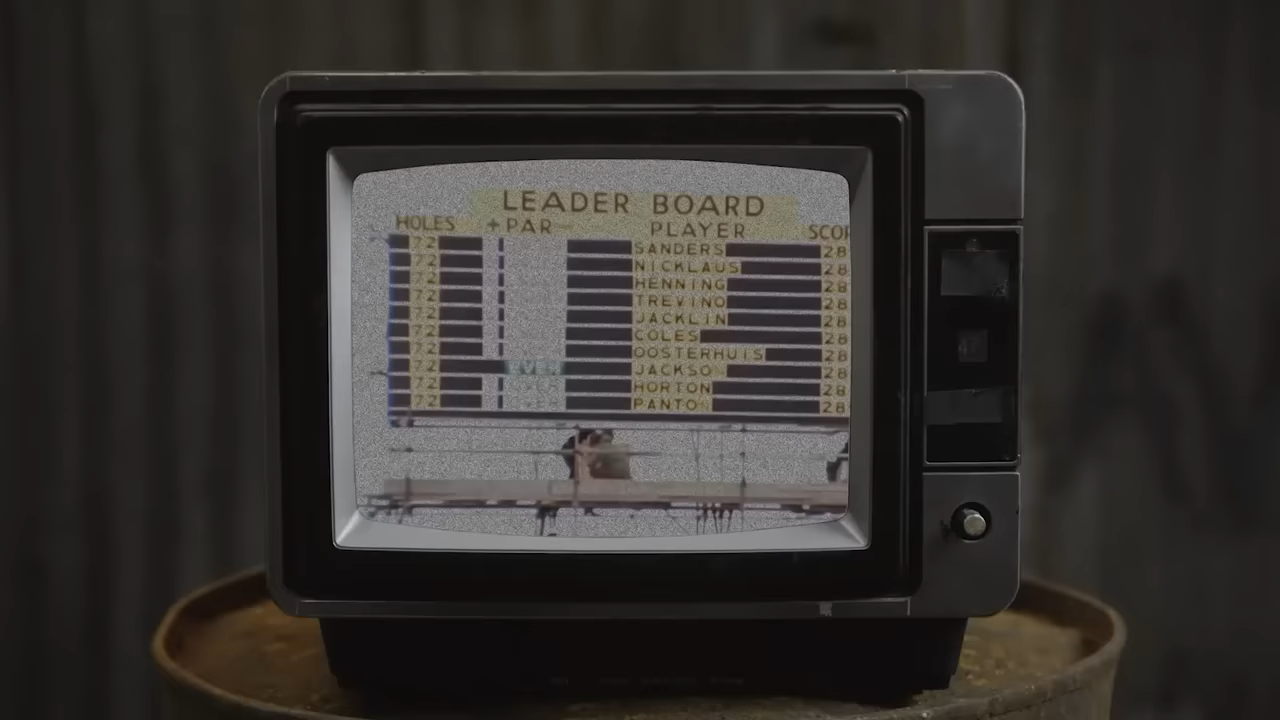 LEADER BOARD
HOLES +PAR- PLAYER SCOR
72 SANDERS 28
72 NICKLAUS 28
72 HENNING 28
72 TREVINO 28
72 JACKLIN 28
72 COLES 28
72 OOSTERHUIS 28
72 JACKSO 28
72 HORTON 28
72 PANTO 28